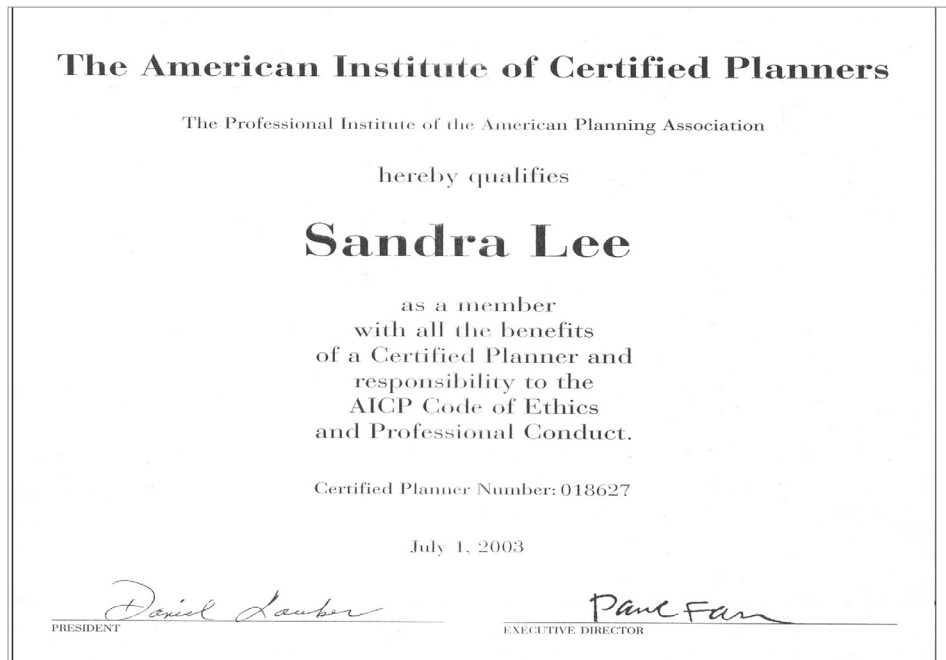 The American Institute of Certified Planners
The Professional Institute of the American Planning Association
hereby qualifies
Sandra Lee
as a member
with all the benefits
of a Certified Planner and
responsibility to the
AICP Code of Ethics
and Professional Conduct.
Certified Planner Number: 018627
July 1, 2003
Daniel Lauber
PRESIDENT
EXECUTIVE DIRECTOR